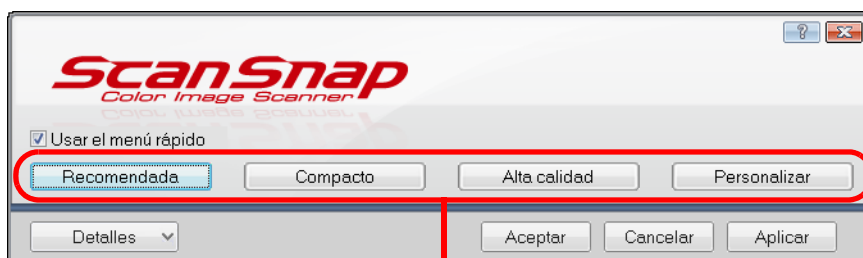 ScanSnap
Color Image Scanner
Usar el menú rápido
Recomendada Compacto Alta calidad Personalizar
Detalles Aceptar Cancelar Aplicar